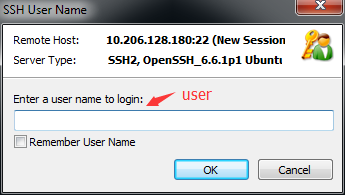 SSH User Name
Remote Host: 10.206.128.180:22 (New Session
Server Type: SSH2, OpenSSH_6.6.1p1 Ubuntu
Enter a user name to login: user
Remember User Name
OK Cancel